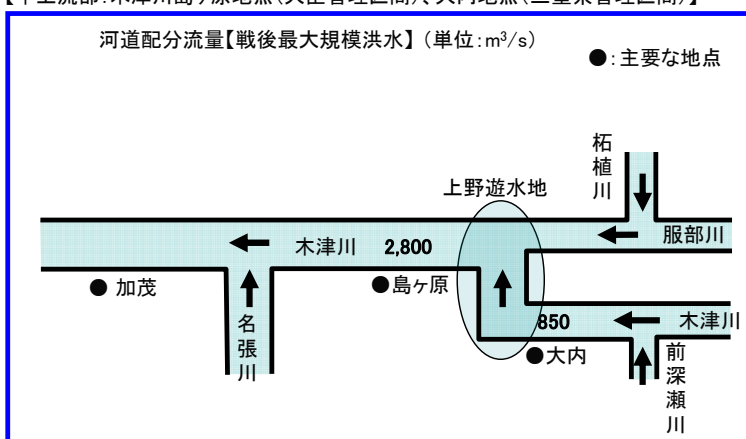 河道配分流量【戦後最大規模洪水】(単位:m³/s)
●:主要な地点
柘植川
上野遊水地
服部川
木津川 2,800
●加茂
●島ヶ原
名張川
850
木津川
●大内
前深瀬川